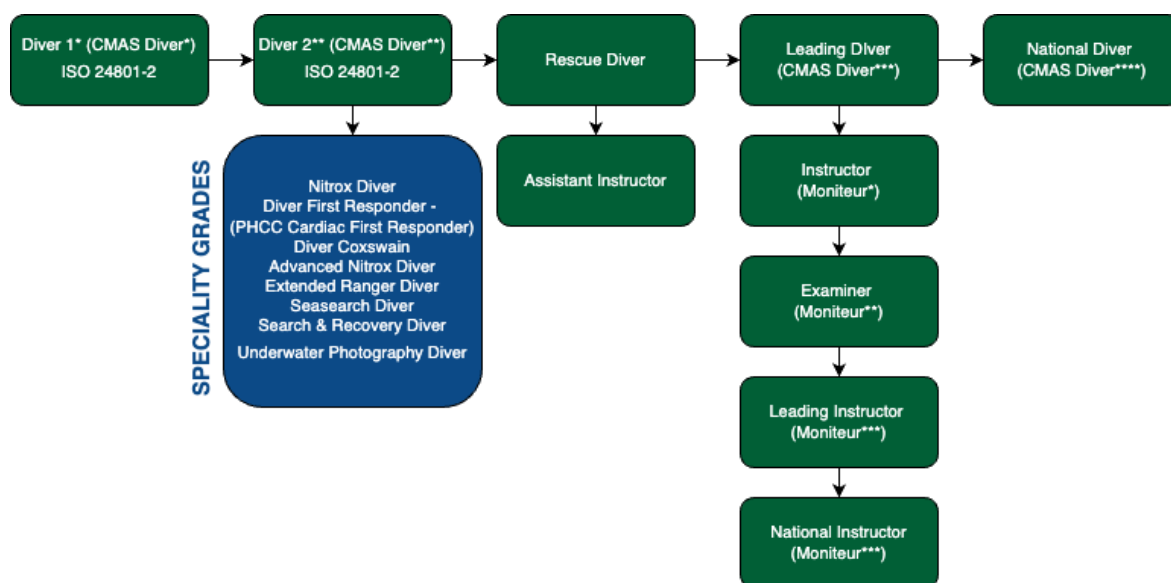 Diver 1* (CMAS Diver*)
ISO 24801-2
Diver 2** (CMAS Diver**)
ISO 24801-2
Rescue Diver
Leading DIver
(CMAS Diver***)
National Diver
(CMAS Diver****)
SPECIALITY GRADES
Nitrox Diver
Diver First Responder -
(PHCC Cardiac First Responder)
Diver Coxswain
Advanced Nitrox Diver
Extended Ranger Diver
Seasearch Diver
Search & Recovery Diver
Underwater Photography Diver
Assistant Instructor
Instructor
(Moniteur*)
Examiner
(Moniteur**)
Leading Instructor
(Moniteur***)
National Instructor
(Moniteur***)